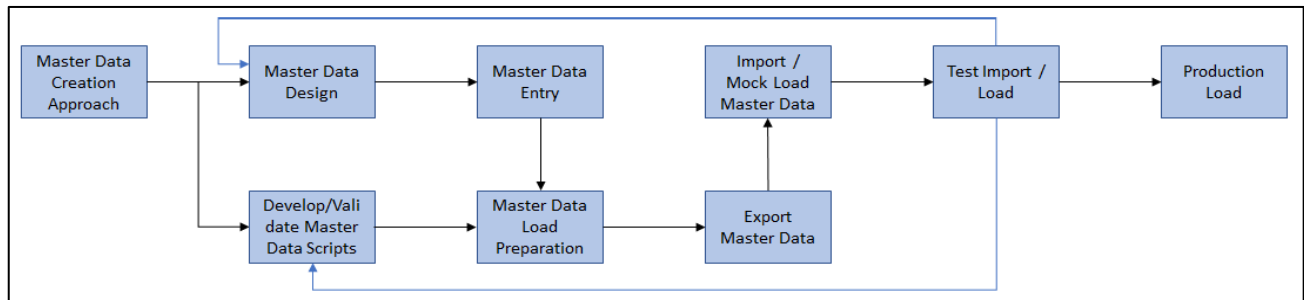 Master Data
Creation
Approach
Master Data
Design
Master Data
Entry
Import /
Mock Load
Master Data
Test Import /
Load
Production
Load
Develop/Vali
date Master
Data Scripts
Master Data
Load
Preparation
Export
Master Data